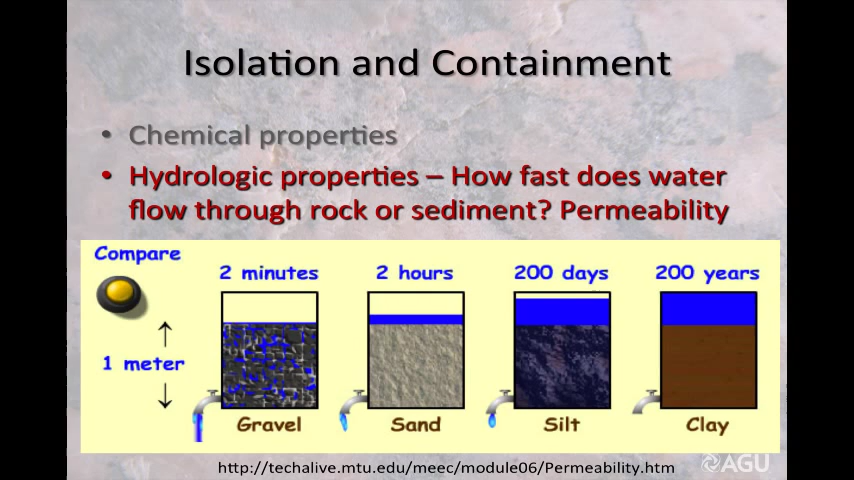 Isolation and Containment
• Chemical properties
• Hydrologic properties – How fast does water
flow through rock or sediment? Permeability
Compare
2 minutes
2 hours
200 days
200 years
1 meter
Gravel
Sand
Silt
Clay
http://techalive.mtu.edu/meec/module06/Permeability.htm
AGU